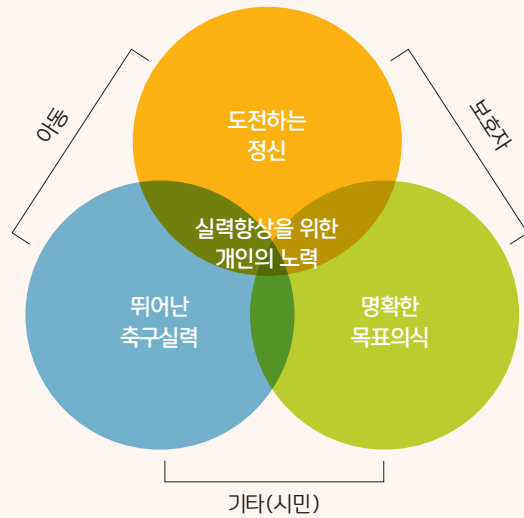 아동
보호자
도전하는
정신
실력향상을 위한
개인의 노력
뛰어난
축구실력
명확한
목표의식
기타(시민)